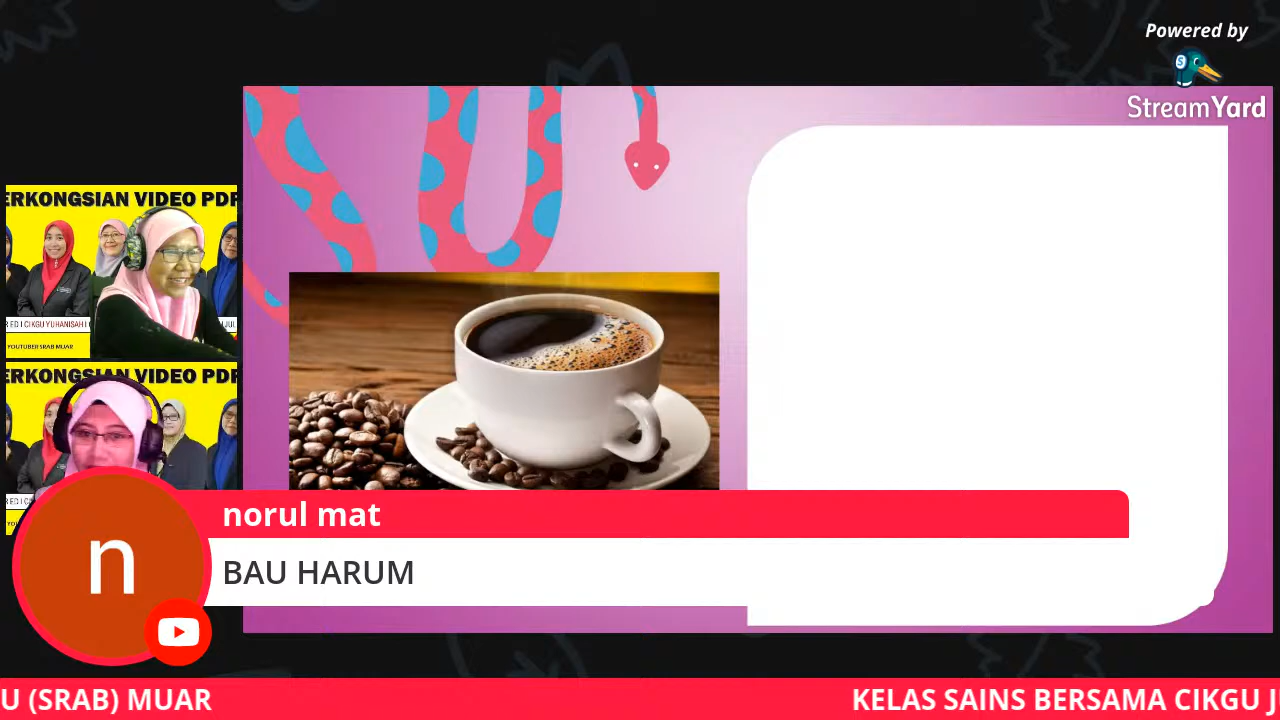 Powered by
StreamYard
ERKONGSIAN VIDEO PDP
YOUTUBER SRAB MUAR
ERKONGSIAN VIDEO PDP
n
norul mat
BAU HARUM
U (SRAB) MUAR
KELAS SAINS BERSAMA CIKGU J